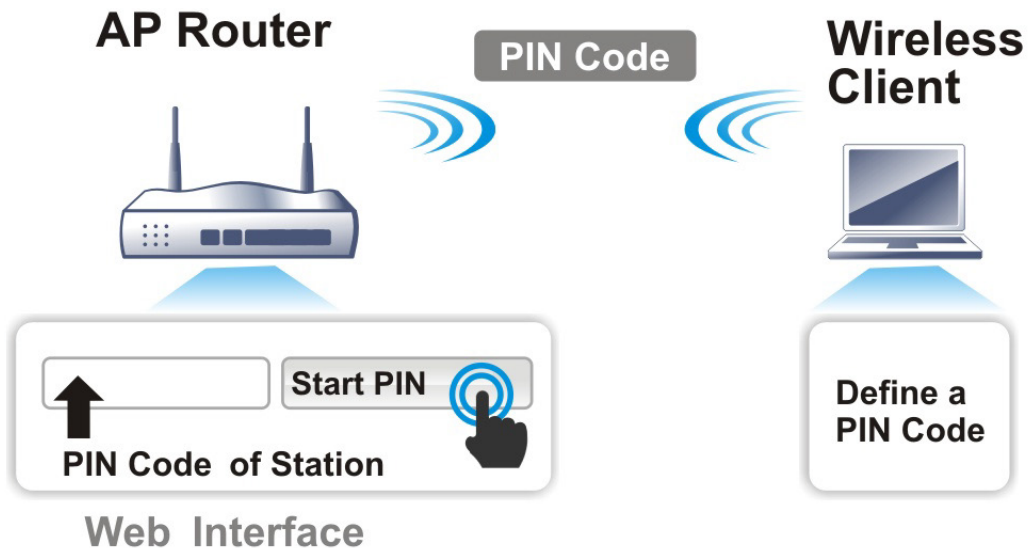 AP Router
PIN Code
Wireless
Client
Start PIN
PIN Code of Station
Define a
PIN Code
Web Interface